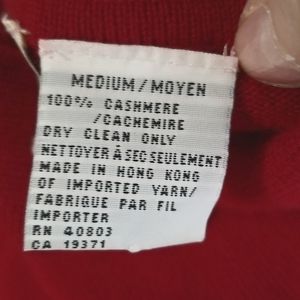 MEDIUM/MOYEN
100% CASHMERE
/CACHEMIRE
DRY CLEAN ONLY
NETTOYER À SEC SEULEMENT
MADE IN HONG KONG
OF IMPORTED YARN/
FABRIQUE PAR FIL
IMPORTER
RN 40803
CA 19371